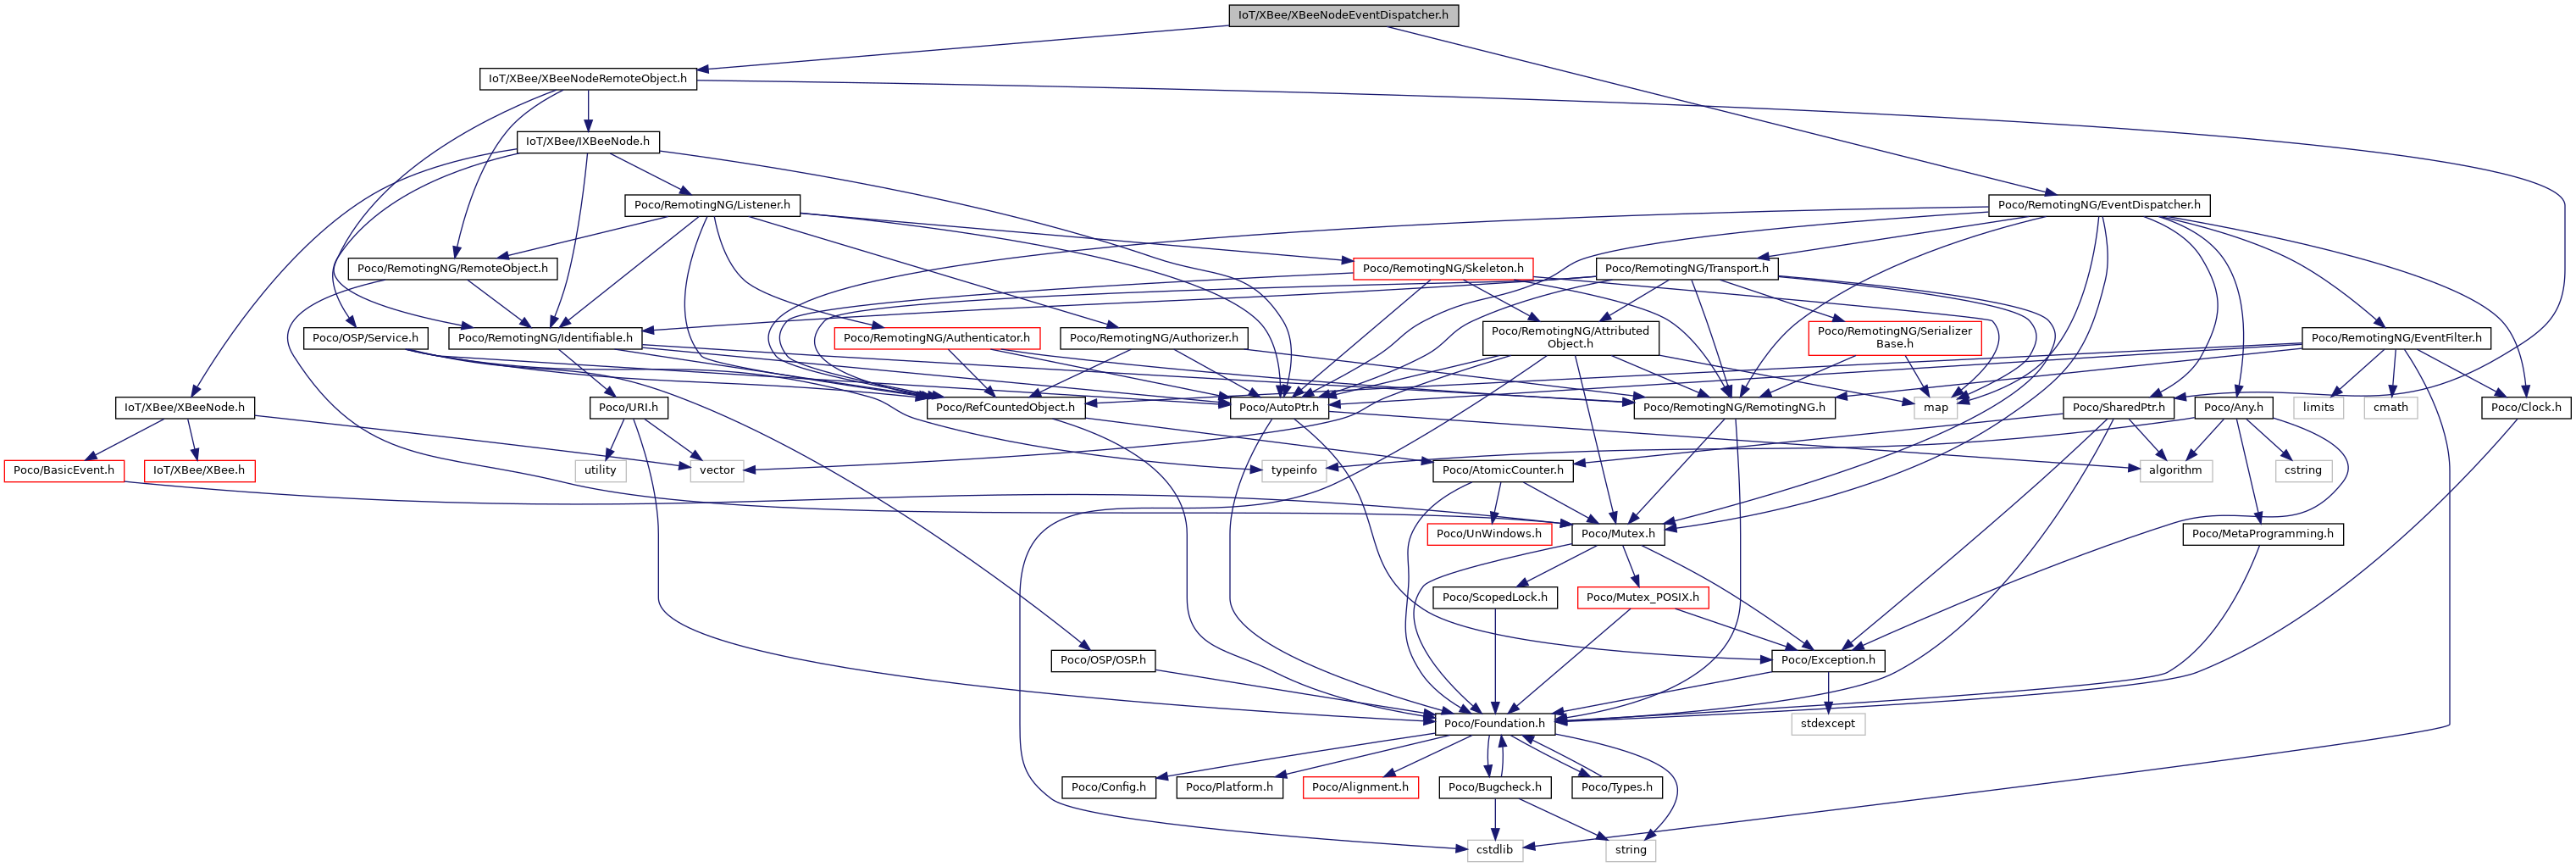 IoT/XBee/XBeeNodeEventDispatcher.h
IoT/XBee/XBeeNodeRemoteObject.h
IoT/XBee/IXBeeNode.h
Poco/RemotingNG/Listener.h
Poco/RemotingNG/EventDispatcher.h
Poco/RemotingNG/RemoteObject.h
Poco/RemotingNG/Skeleton.h
Poco/RemotingNG/Transport.h
Poco/OSP/Service.h
Poco/RemotingNG/Identifiable.h
Poco/RemotingNG/Authenticator.h
Poco/RemotingNG/Authorizer.h
Poco/RemotingNG/Attributed
Object.h
Poco/RemotingNG/Serializer
Base.h
Poco/RemotingNG/EventFilter.h
IoT/XBee/XBeeNode.h
Poco/URI.h
Poco/RefCountedObject.h
Poco/AutoPtr.h
Poco/RemotingNG/RemotingNG.h
map
Poco/SharedPtr.h
Poco/Any.h
limits
cmath
Poco/Clock.h
Poco/BasicEvent.h
IoT/XBee/XBee.h
utility
vector
typeinfo
Poco/AtomicCounter.h
algorithm
cstring
Poco/UnWindows.h
Poco/Mutex.h
Poco/MetaProgramming.h
Poco/ScopedLock.h
Poco/Mutex_POSIX.h
Poco/OSP/OSP.h
Poco/Exception.h
Poco/Foundation.h
stdexcept
Poco/Config.h
Poco/Platform.h
Poco/Alignment.h
Poco/Bugcheck.h
Poco/Types.h
cstdlib
string